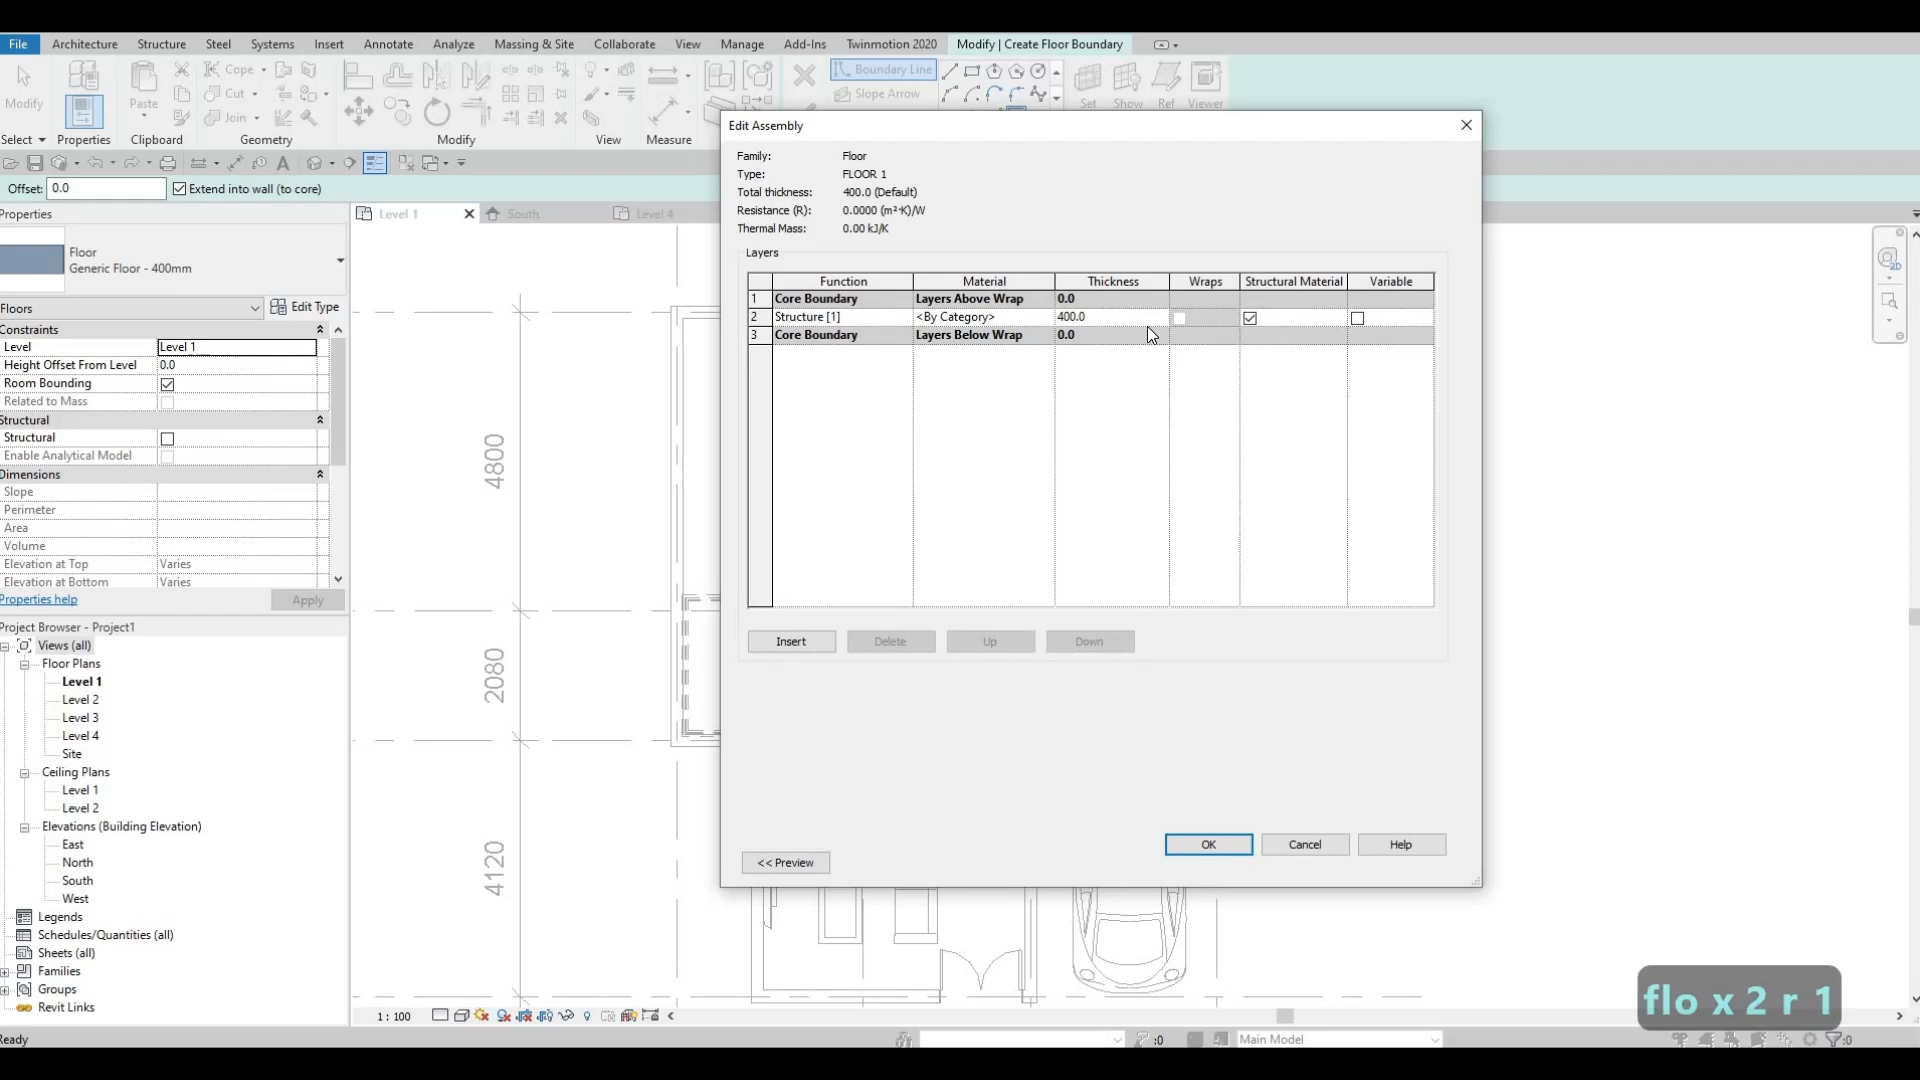 File Architecture Structure Steel Systems Insert Annotate Analyze Massing & Site Collaborate View Manage Add-Ins Twinmotion 2020 Modify | Create Floor Boundary
Cope Boundary Line
Cut Slope Arrow
Modify Paste Join Set Show Ref Viewer
Select Properties Clipboard Geometry Modify View Measure
Offset: 0.0 Extend into wall (to core)
Properties
Level 1 South Level 4
Floor
Generic Floor - 400mm
Floors Edit Type
Constraints
Level Level 1
Height Offset From Level 0.0
Room Bounding
Related to Mass
Structural
Structural
Enable Analytical Model
Dimensions
Slope
Perimeter
Area
Volume
Elevation at Top Varies
Elevation at Bottom Varies
Properties help Apply
Project Browser - Project1
Views (all)
Floor Plans
Level 1
Level 2
Level 3
Level 4
Site
Ceiling Plans
Level 1
Level 2
Elevations (Building Elevation)
East
North
South
West
Legends
Schedules/Quantities (all)
Sheets (all)
Families
Groups
Revit Links
Ready
4800
2080
4120
1 : 100
Edit Assembly
Family: Floor
Type: FLOOR 1
Total thickness: 400.0 (Default)
Resistance (R): 0.0000 (m²·K)/W
Thermal Mass: 0.00 kJ/K
Layers
Function Material Thickness Wraps Structural Material Variable
1 Core Boundary Layers Above Wrap 0.0
2 Structure [1] <By Category> 400.0
3 Core Boundary Layers Below Wrap 0.0
Insert Delete Up Down
OK Cancel Help
<< Preview
2D
flo x 2 r 1
:0 Main Model :0